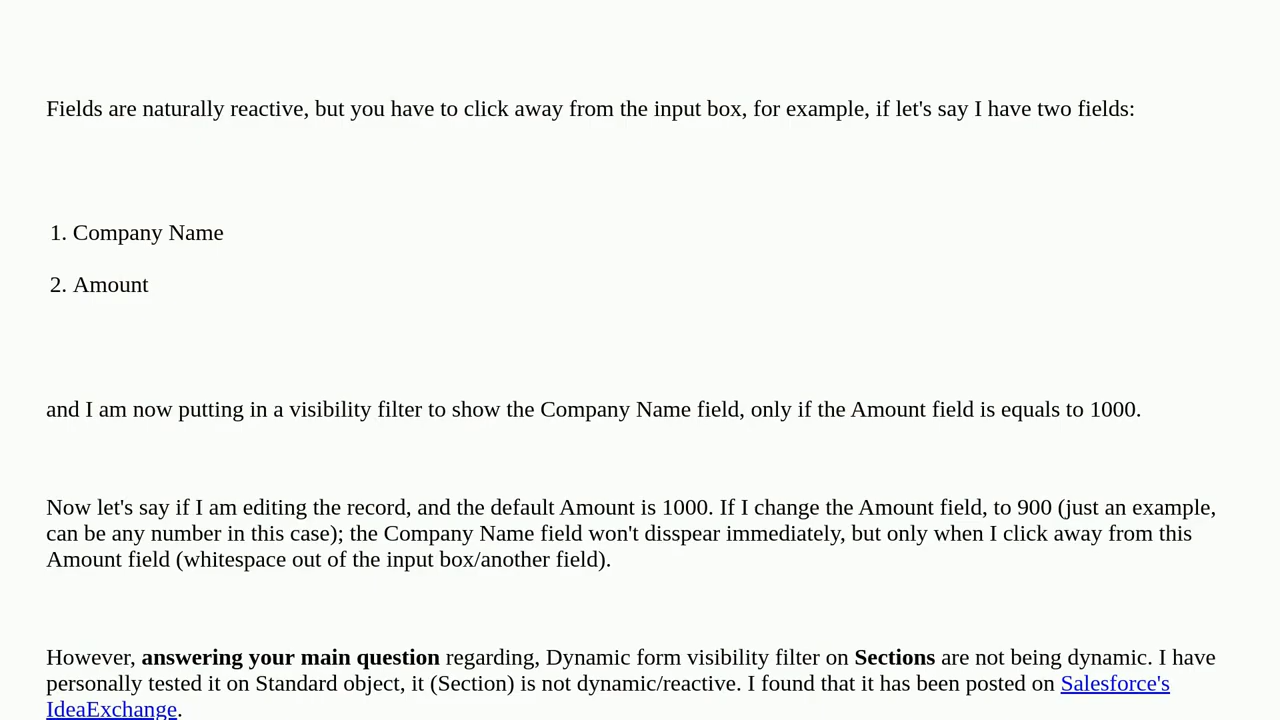 Fields are naturally reactive, but you have to click away from the input box, for example, if let's say I have two fields:
1. Company Name
2. Amount
and I am now putting in a visibility filter to show the Company Name field, only if the Amount field is equals to 1000.
Now let's say if I am editing the record, and the default Amount is 1000. If I change the Amount field, to 900 (just an example,
can be any number in this case); the Company Name field won't disspear immediately, but only when I click away from this
Amount field (whitespace out of the input box/another field).
However, answering your main question regarding, Dynamic form visibility filter on Sections are not being dynamic. I have
personally tested it on Standard object, it (Section) is not dynamic/reactive. I found that it has been posted on Salesforce's
IdeaExchange.